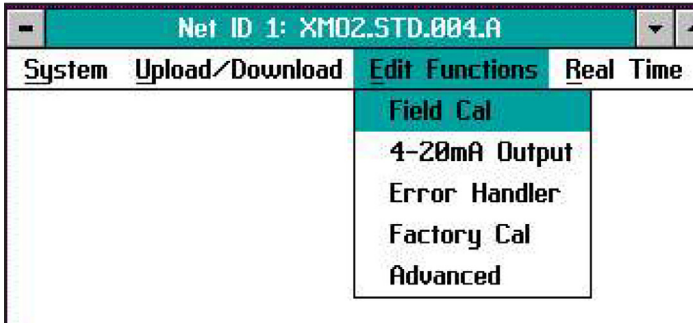 Net ID 1: XMO2.STD.004.A
System Upload/Download Edit Functions Real Time
Field Cal
4-20mA Output
Error Handler
Factory Cal
Advanced